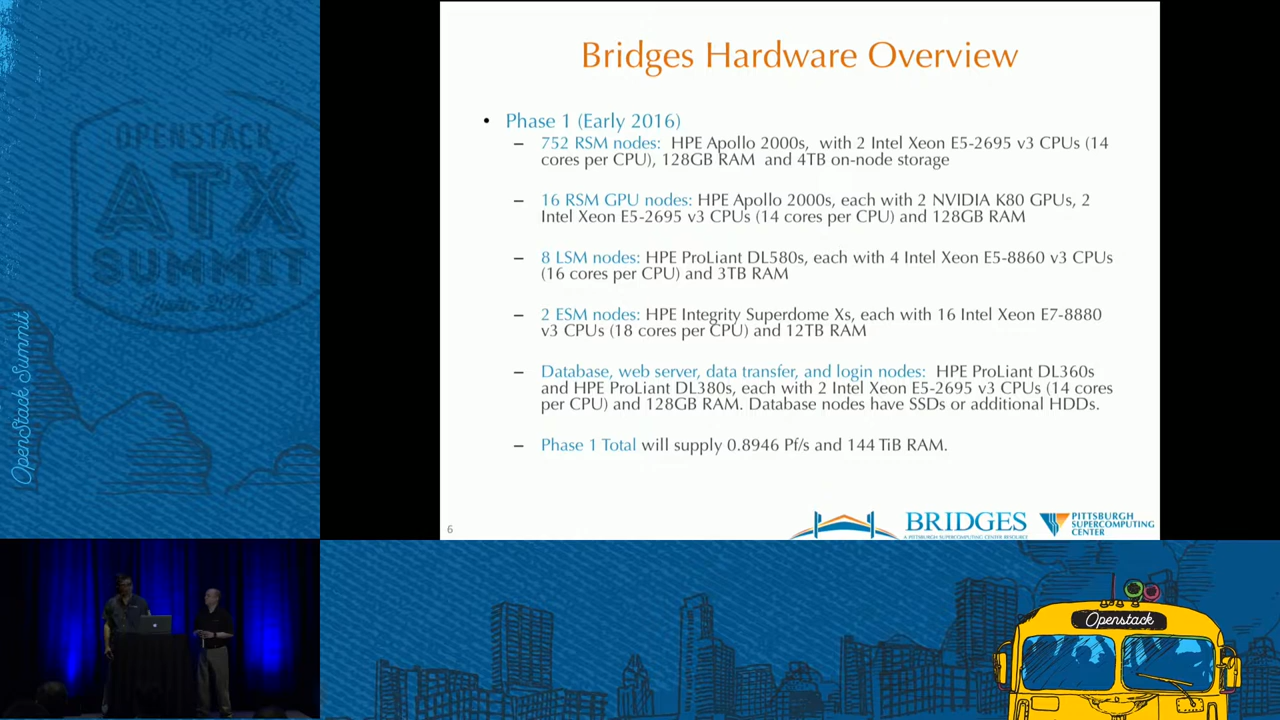 Bridges Hardware Overview
• Phase 1 (Early 2016)
– 752 RSM nodes: HPE Apollo 2000s, with 2 Intel Xeon E5-2695 v3 CPUs (14
cores per CPU), 128GB RAM and 4TB on-node storage
– 16 RSM GPU nodes: HPE Apollo 2000s, each with 2 NVIDIA K80 GPUs, 2
Intel Xeon E5-2695 v3 CPUs (14 cores per CPU) and 128GB RAM
– 8 LSM nodes: HPE ProLiant DL580s, each with 4 Intel Xeon E5-8860 v3 CPUs
(16 cores per CPU) and 3TB RAM
– 2 ESM nodes: HPE Integrity Superdome Xs, each with 16 Intel Xeon E7-8880
v3 CPUs (18 cores per CPU) and 12TB RAM
– Database, web server, data transfer, and login nodes: HPE ProLiant DL360s
and HPE ProLiant DL380s, each with 2 Intel Xeon E5-2695 v3 CPUs (14 cores
per CPU) and 128GB RAM. Database nodes have SSDs or additional HDDs.
– Phase 1 Total will supply 0.8946 Pf/s and 144 TiB RAM.
6
BRIDGES
A PITTSBURGH SUPERCOMPUTING CENTER RESOURCE
PITTSBURGH
SUPERCOMPUTING
CENTER
OPENSTACK
ATX
SUMMIT
OpenStack Summit
Openstack